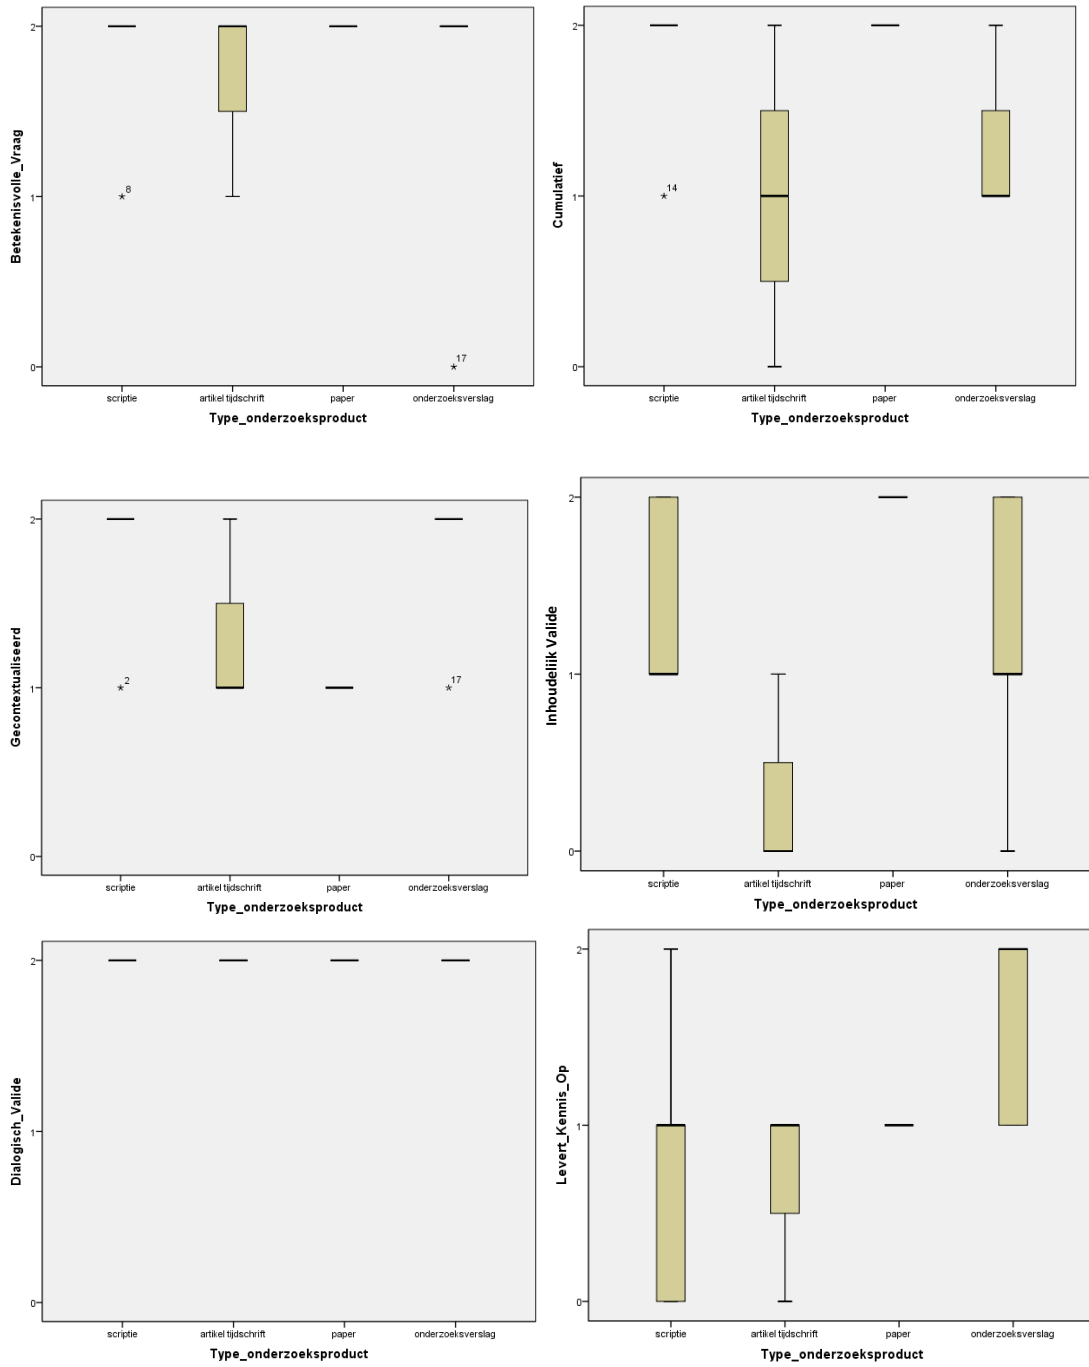 Betekenisvolle_Vraag
2
1
0
8
17
scriptie artikel tijdschrift paper onderzoeksverslag
Type_onderzoeksproduct
Cumulatief
2
1
0
14
scriptie artikel tijdschrift paper onderzoeksverslag
Type_onderzoeksproduct
Gecontextualiseerd
2
1
0
2
17
scriptie artikel tijdschrift paper onderzoeksverslag
Type_onderzoeksproduct
Inhoudelijk Valide
2
1
0
scriptie artikel tijdschrift paper onderzoeksverslag
Type_onderzoeksproduct
Dialogisch_Valide
2
1
0
scriptie artikel tijdschrift paper onderzoeksverslag
Type_onderzoeksproduct
Levert_Kennis_Op
2
1
0
scriptie artikel tijdschrift paper onderzoeksverslag
Type_onderzoeksproduct